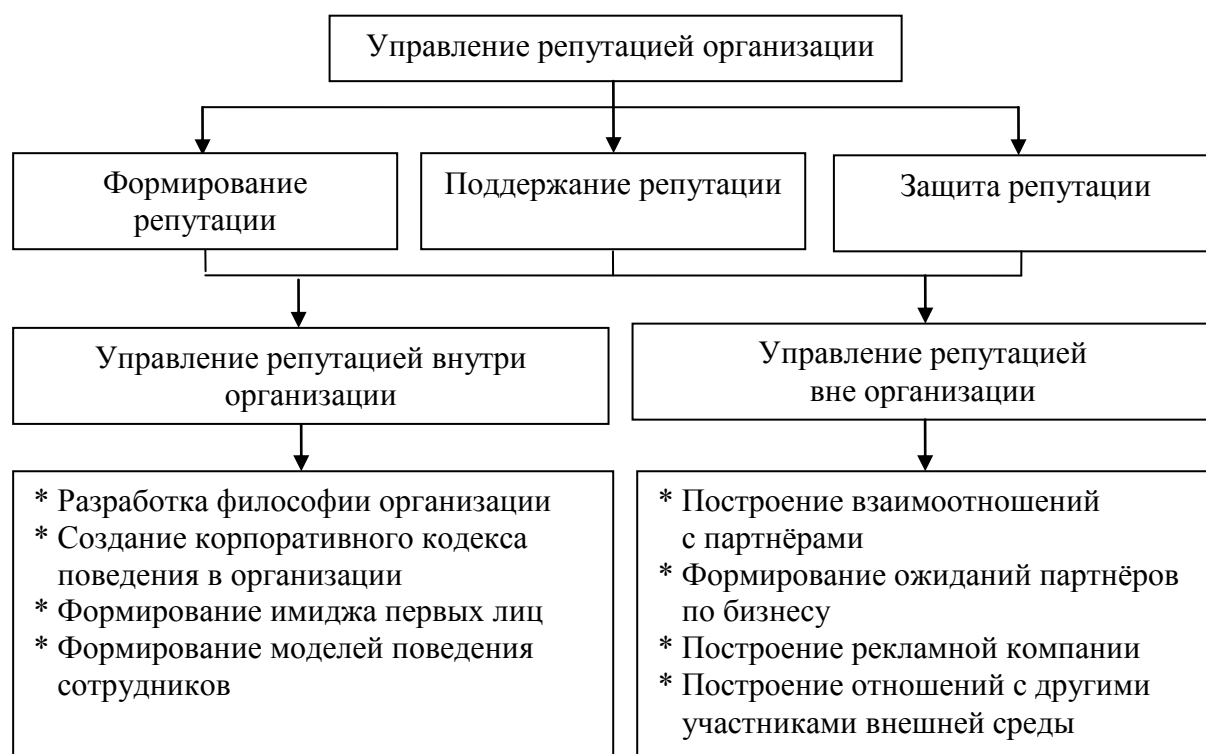 Управление репутацией организации
Формирование
репутации
Поддержание репутации
Защита репутации
Управление репутацией внутри
организации
Управление репутацией
вне организации
* Разработка философии организации
* Создание корпоративного кодекса
поведения в организации
* Формирование имиджа первых лиц
* Формирование моделей поведения
сотрудников
* Построение взаимоотношений
с партнёрами
* Формирование ожиданий партнёров
по бизнесу
* Построение рекламной компании
* Построение отношений с другими
участниками внешней среды